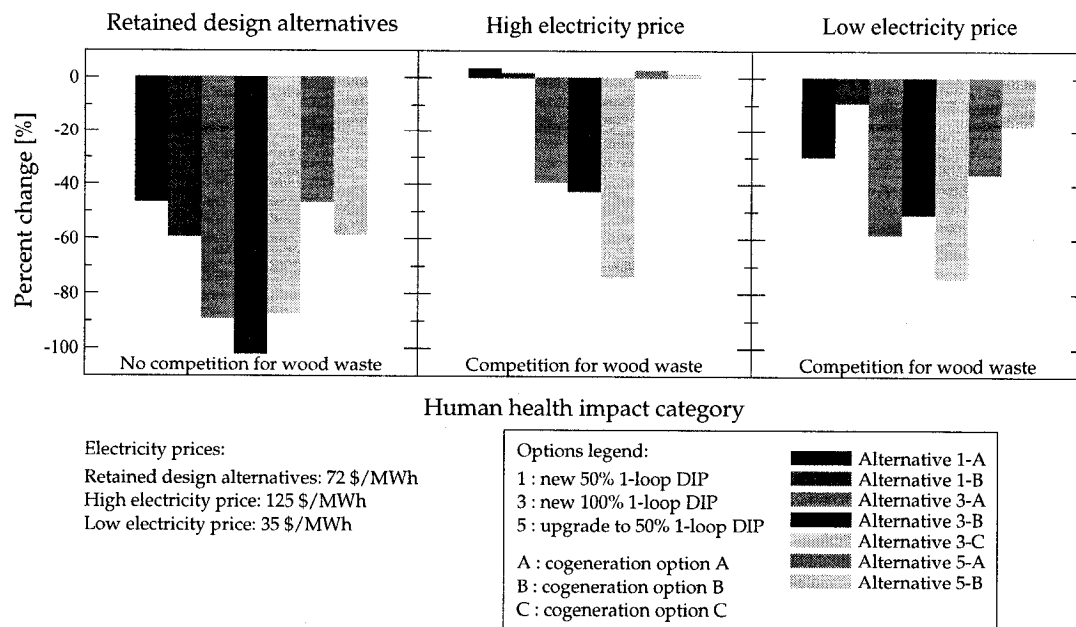 Retained design alternatives
High electricity price
Low electricity price
Percent change [%]
0
-20
-40
-60
-80
-100
No competition for wood waste
Competition for wood waste
Competition for wood waste
Human health impact category
Electricity prices:
Retained design alternatives: 72 $/MWh
High electricity price: 125 $/MWh
Low electricity price: 35 $/MWh
Options legend:
1 : new 50% 1-loop DIP
3 : new 100% 1-loop DIP
5 : upgrade to 50% 1-loop DIP
A : cogeneration option A
B : cogeneration option B
C : cogeneration option C
Alternative 1-A
Alternative 1-B
Alternative 3-A
Alternative 3-B
Alternative 3-C
Alternative 5-A
Alternative 5-B